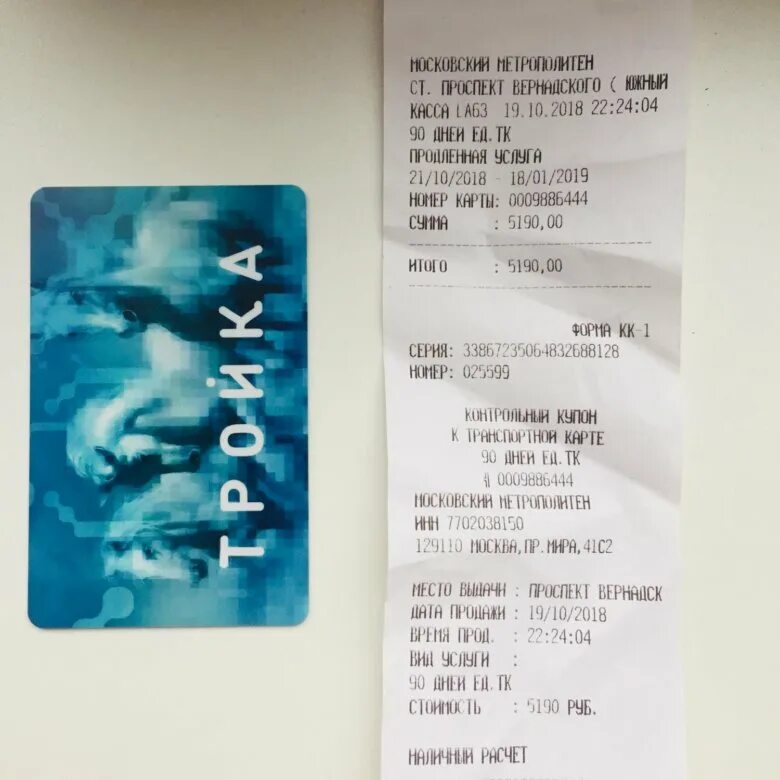 ТРОЙКА
МОСКОВСКИЙ МЕТРОПОЛИТЕН
СТ. ПРОСПЕКТ ВЕРНАДСКОГО ( ЮЖНЫЙ
КАССА LA63 19.10.2018 22:24:04
90 ДНЕЙ ЕД.ТК
ПРОДЛЕННАЯ УСЛУГА
21/10/2018 - 18/01/2019
НОМЕР КАРТЫ: 0009886444
СУММА : 5190,00
ИТОГО : 5190,00
ФОРМА КК-1
СЕРИЯ: 33867235064832688128
НОМЕР: 025599
КОНТРОЛЬНЫЙ КУПОН
К ТРАНСПОРТНОЙ КАРТЕ
90 ДНЕЙ ЕД.ТК
0009886444
МОСКОВСКИЙ МЕТРОПОЛИТЕН
ИНН 7702038150
129110 МОСКВА,ПР.МИРА,41С2
МЕСТО ВЫДАЧИ : ПРОСПЕКТ ВЕРНАДСК
ДАТА ПРОДАЖИ : 19/10/2018
ВРЕМЯ ПРОД. : 22:24:04
ВИД УСЛУГИ :
90 ДНЕЙ ЕД.ТК
СТОИМОСТЬ : 5190 РУБ.
НАЛИЧНЫЙ РАСЧЕТ